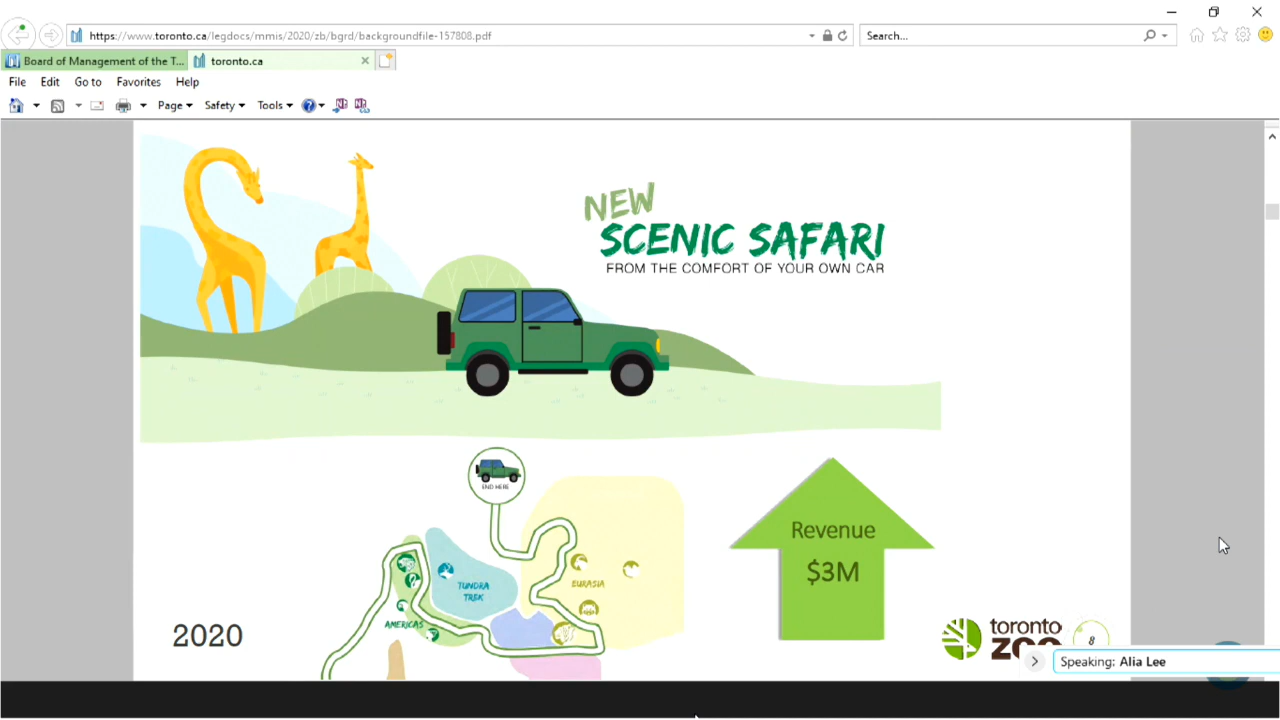 https://www.toronto.ca/legdocs/mmis/2020/zb/bgrd/backgroundfile-157808.pdf
Search...
Board of Management of the T...
toronto.ca
File Edit Go to Favorites Help
Page Safety Tools
NEW
SCENIC SAFARI
FROM THE COMFORT OF YOUR OWN CAR
END HERE
Revenue
$3M
TUNDRA
TREK
EURASIA
AMERICAS
2020
toronto
ZOO
8
Speaking: Alia Lee